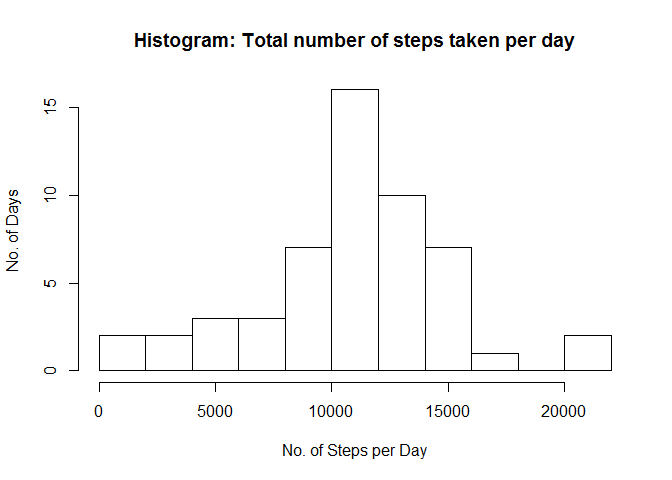 Histogram: Total number of steps taken per day
15
10
5
0
No. of Days
0 5000 10000 15000 20000
No. of Steps per Day